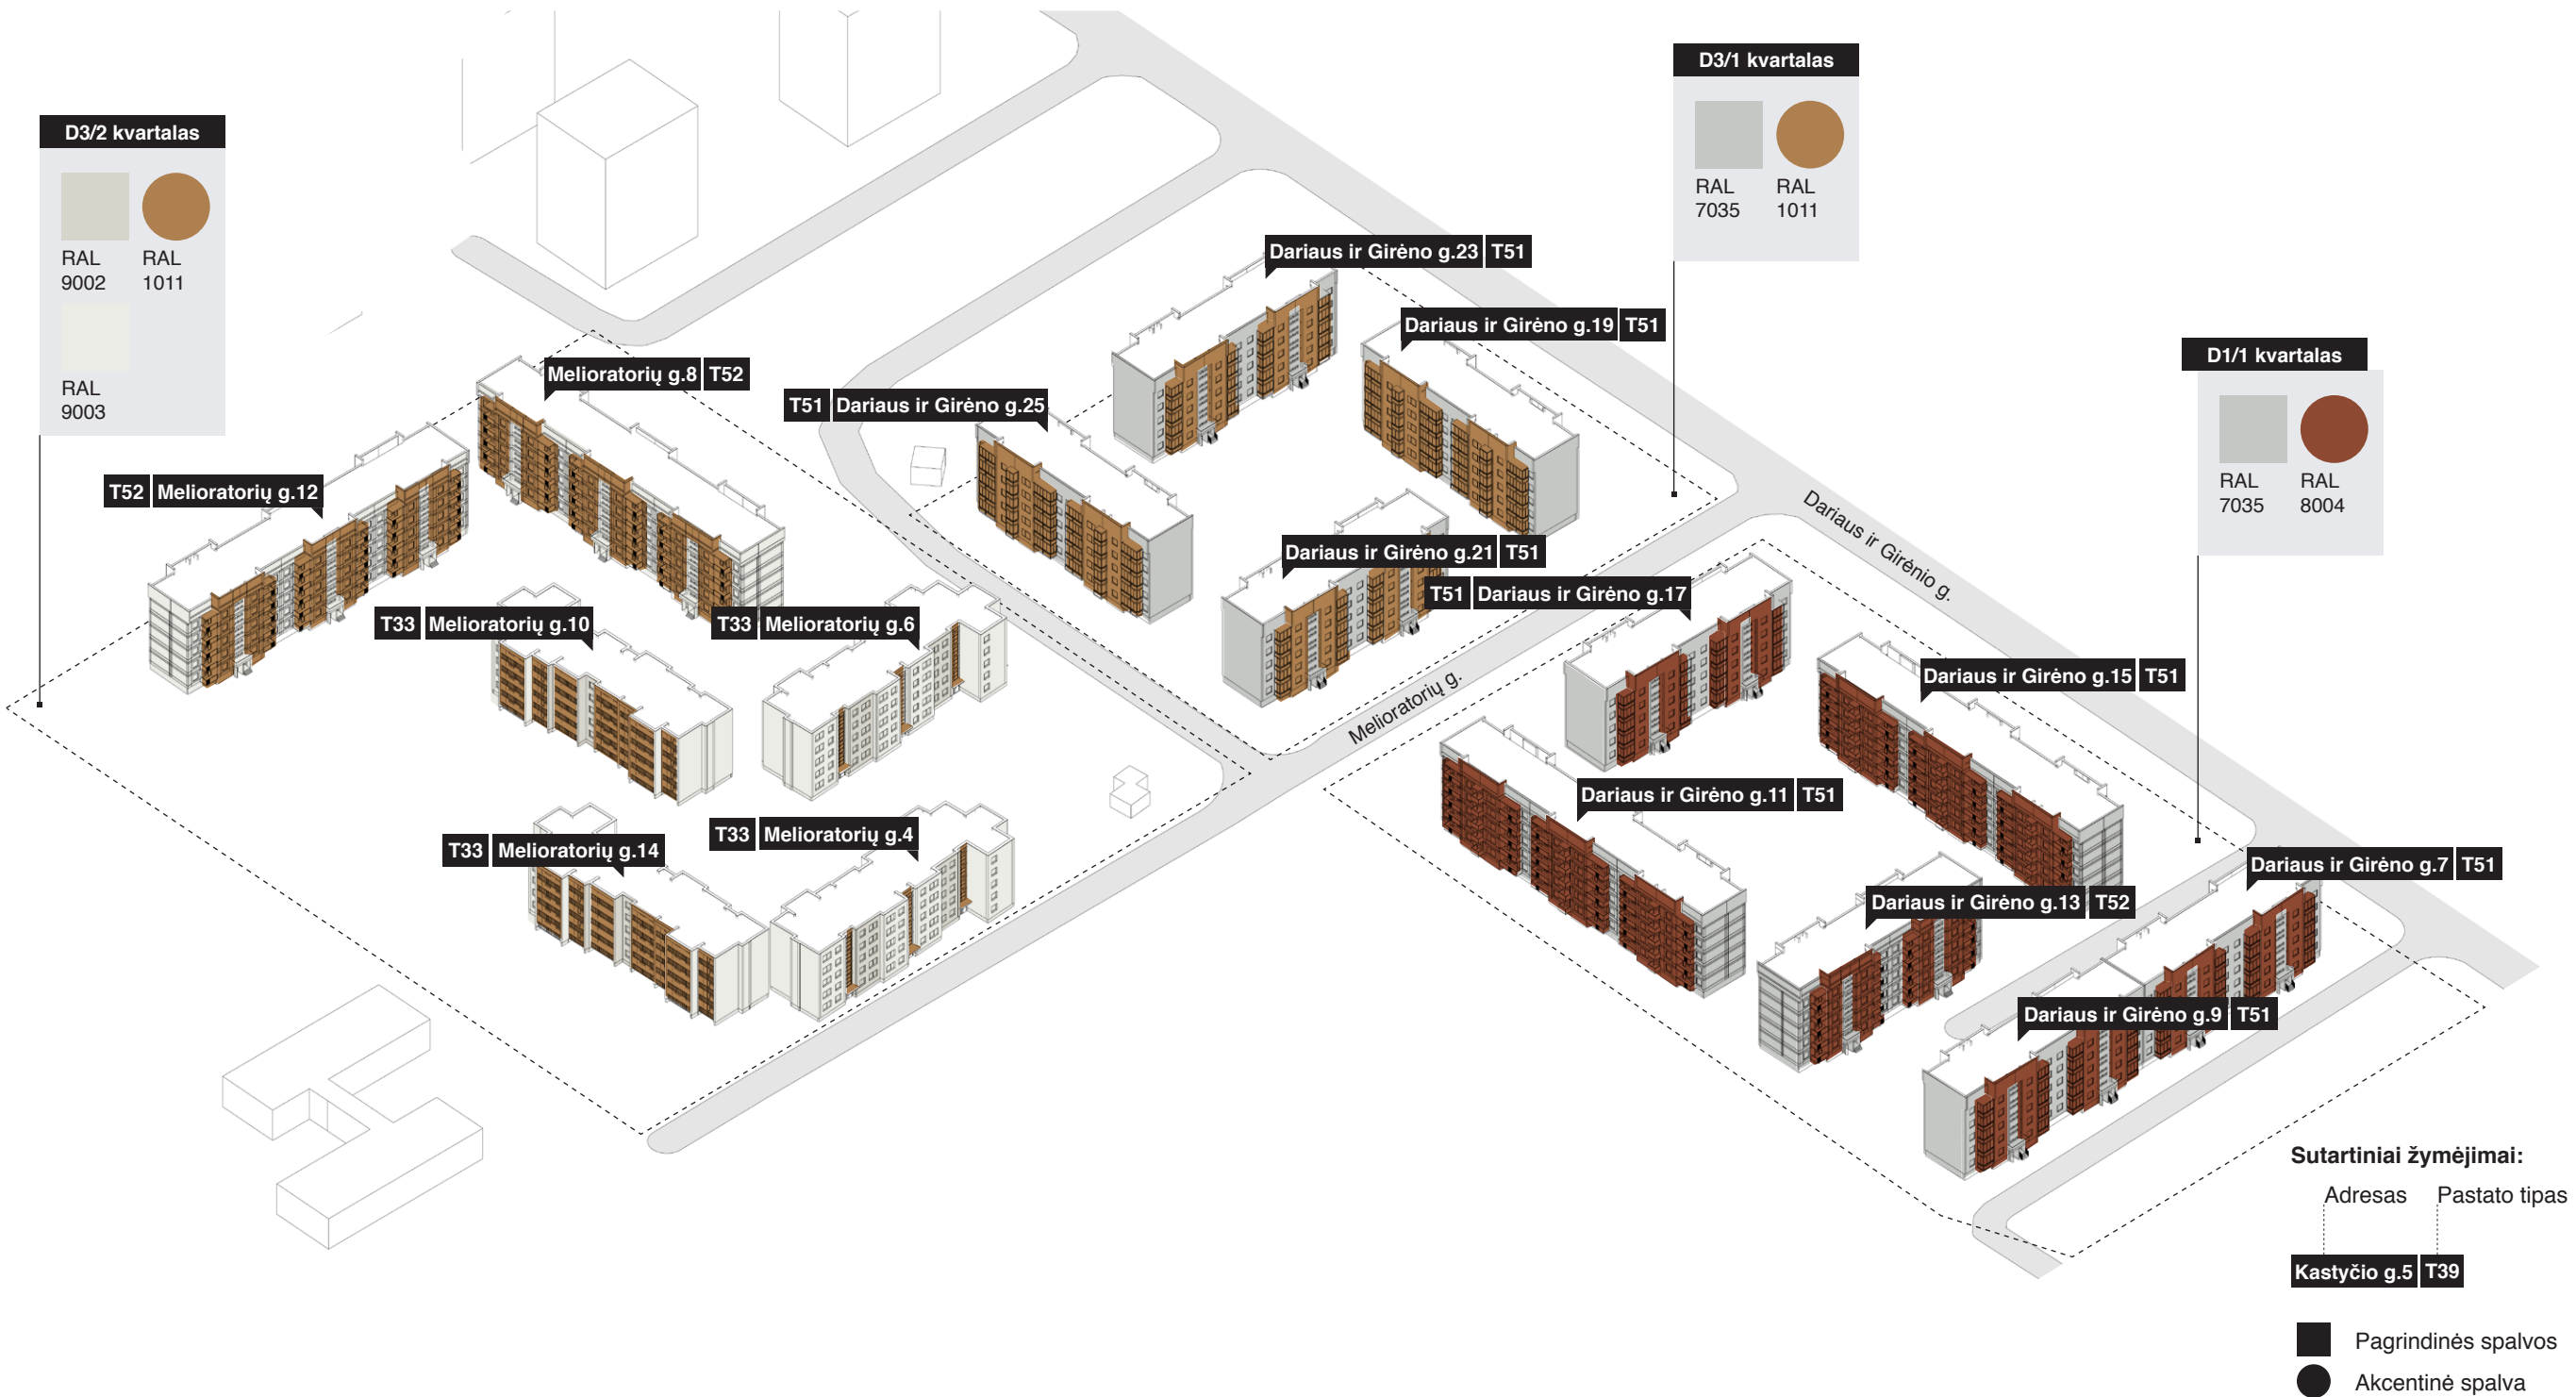 D3/1 kvartalas
RAL
7035
RAL
1011
D3/2 kvartalas
RAL
9002
RAL
1011
RAL
9003
Dariaus ir Girėno g.23 T51
Dariaus ir Girėno g.19 T51
D1/1 kvartalas
RAL
7035
RAL
8004
Melioratorių g.8 T52
T51 Dariaus ir Girėno g.25
T52 Melioratorių g.12
Dariaus ir Girėnio g.
Dariaus ir Girėno g.21 T51
T51 Dariaus ir Girėno g.17
T33 Melioratorių g.10
T33 Melioratorių g.6
Dariaus ir Girėno g.15 T51
Melioratorių g.
Dariaus ir Girėno g.11 T51
T33 Melioratorių g.4
T33 Melioratorių g.14
Dariaus ir Girėno g.7 T51
Dariaus ir Girėno g.13 T52
Dariaus ir Girėno g.9 T51
Sutartiniai žymėjimai:
Adresas Pastato tipas
Kastyčio g.5 T39
Pagrindinės spalvos
Akcentinė spalva